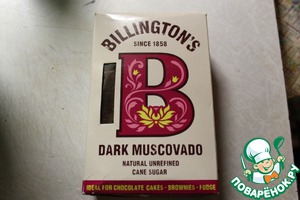 BILLINGTON'S
SINCE 1858
B
DARK MUSCOVADO
NATURAL UNREFINED
CANE SUGAR
IDEAL FOR CHOCOLATE CAKES - BROWNIES - FUDGE
ПОВАРЁНОК.РУ